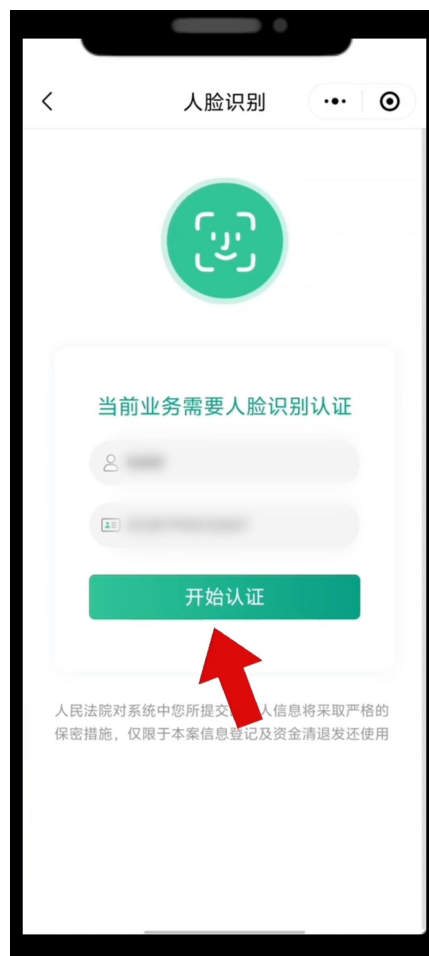 人脸识别
当前业务需要人脸识别认证
开始认证
人民法院对系统中您所提交 人信息将采取严格的
保密措施，仅限于本案信息登记及资金清退发还使用